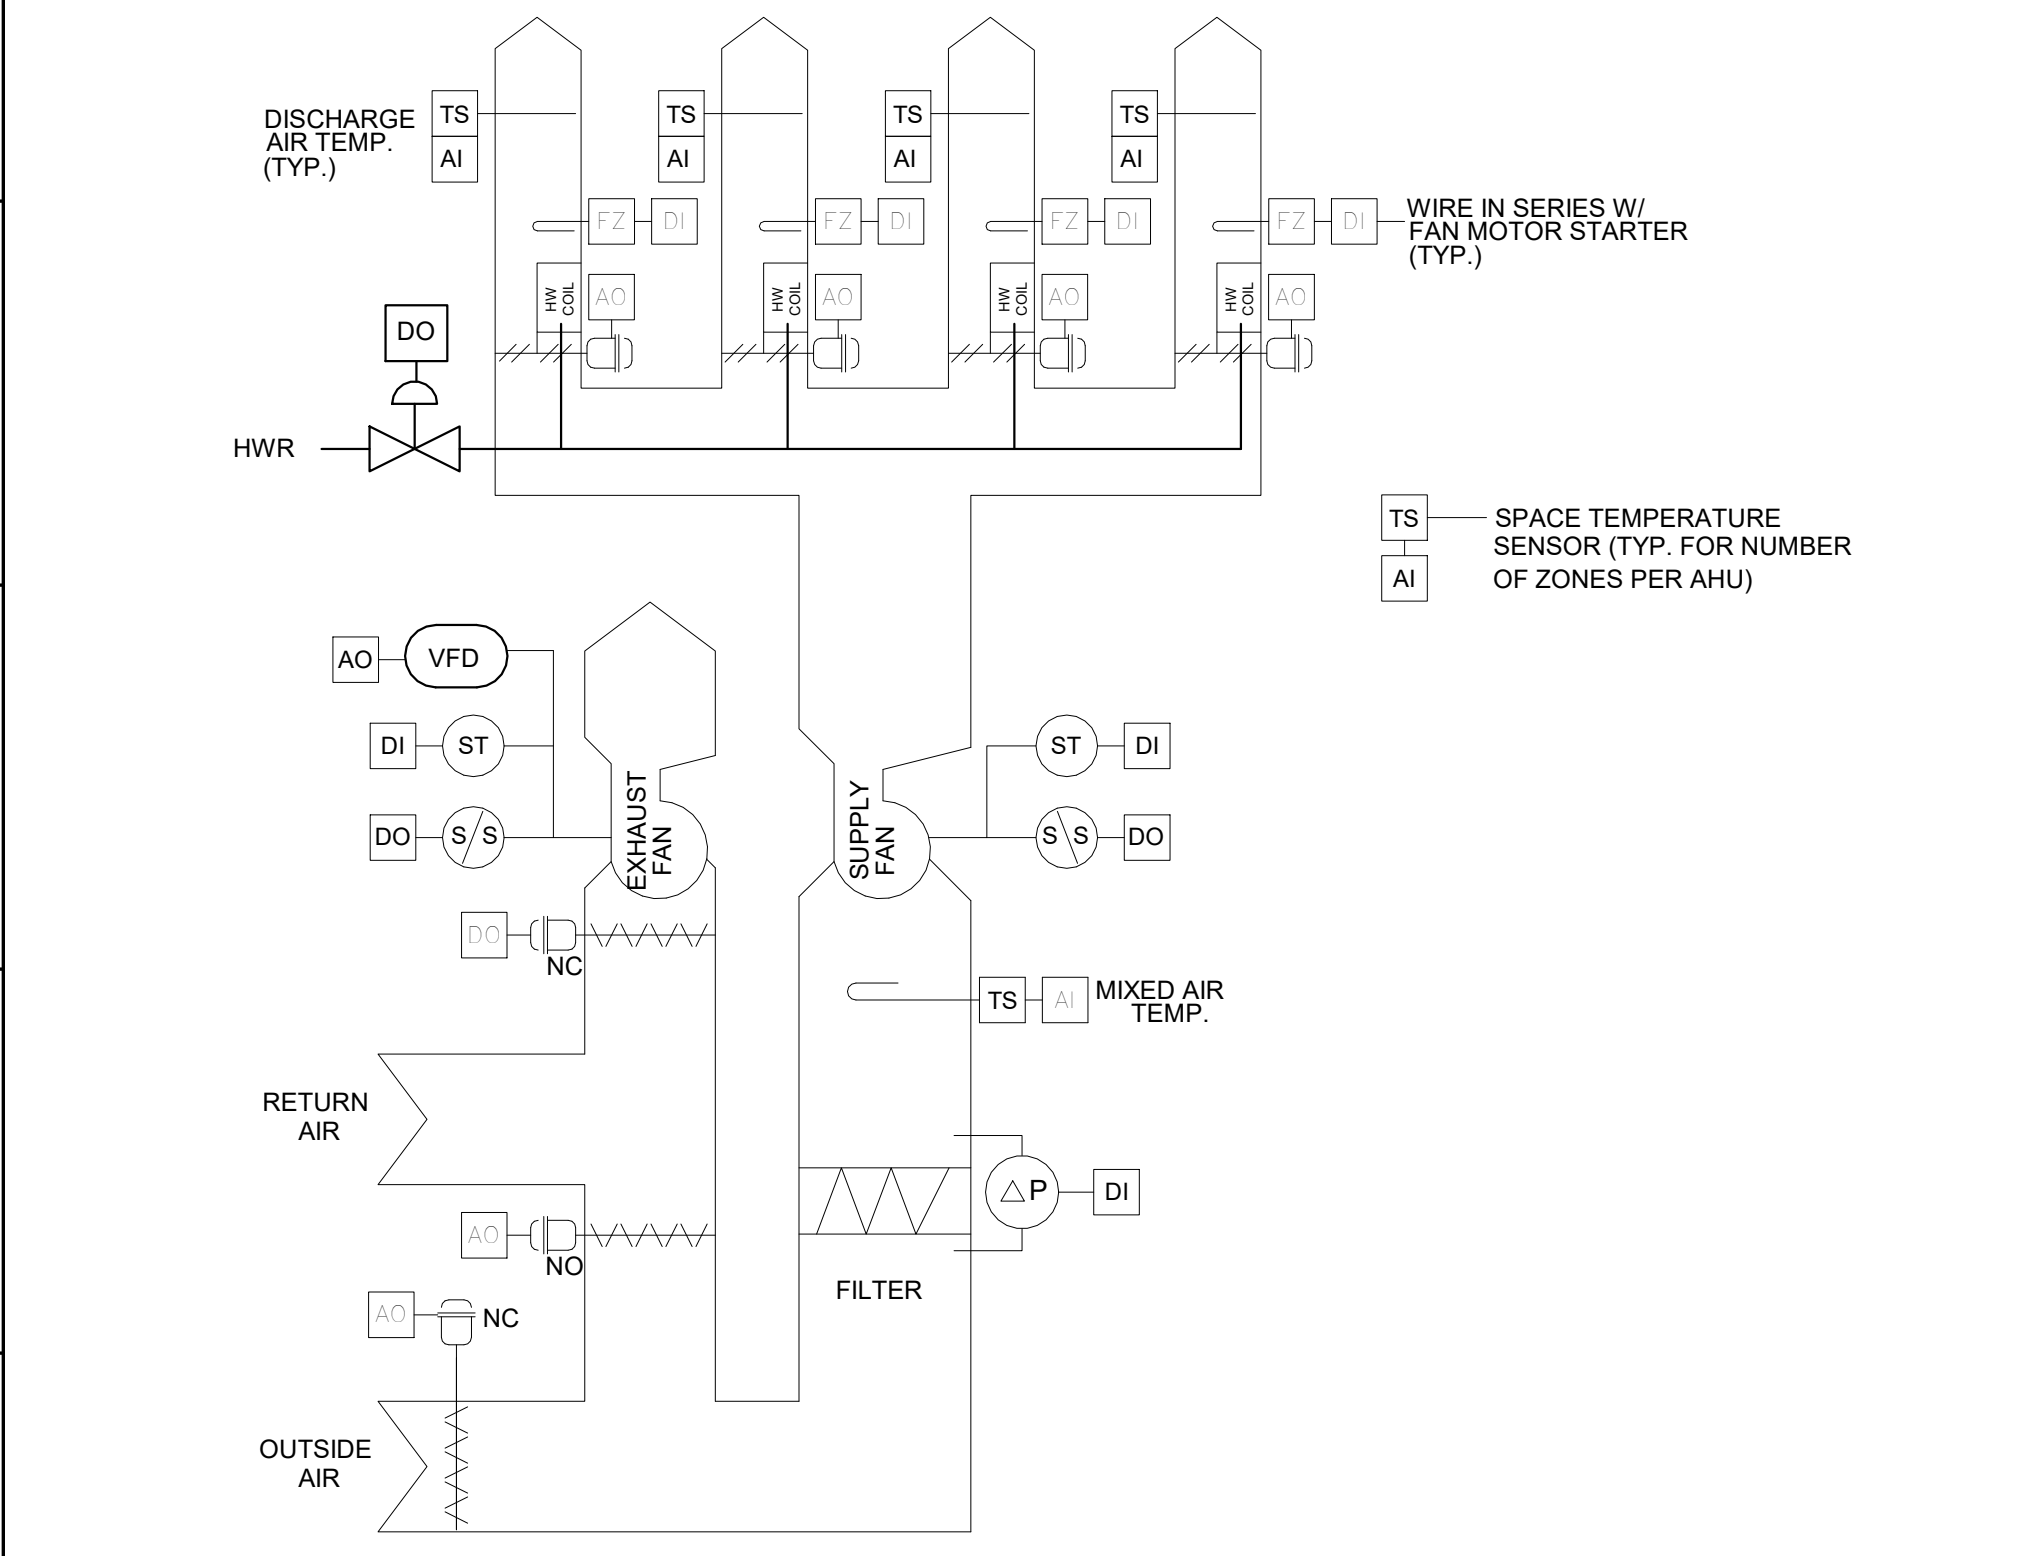 DISCHARGE
AIR TEMP.
(TYP.)
TS
AI
TS
AI
TS
AI
TS
AI
FZ DI
FZ DI
FZ DI
FZ DI
WIRE IN SERIES W/
FAN MOTOR STARTER
(TYP.)
HW
COIL
AO
HW
COIL
AO
HW
COIL
AO
HW
COIL
AO
DO
HWR
TS
AI
SPACE TEMPERATURE
SENSOR (TYP. FOR NUMBER
OF ZONES PER AHU)
AO VFD
DI ST
DO S/S
EXHAUST
FAN
SUPPLY
FAN
ST DI
S\S DO
DO
NC
TS AI
MIXED AIR
TEMP.
RETURN
AIR
△P DI
AO
NO
FILTER
AO
NC
OUTSIDE
AIR